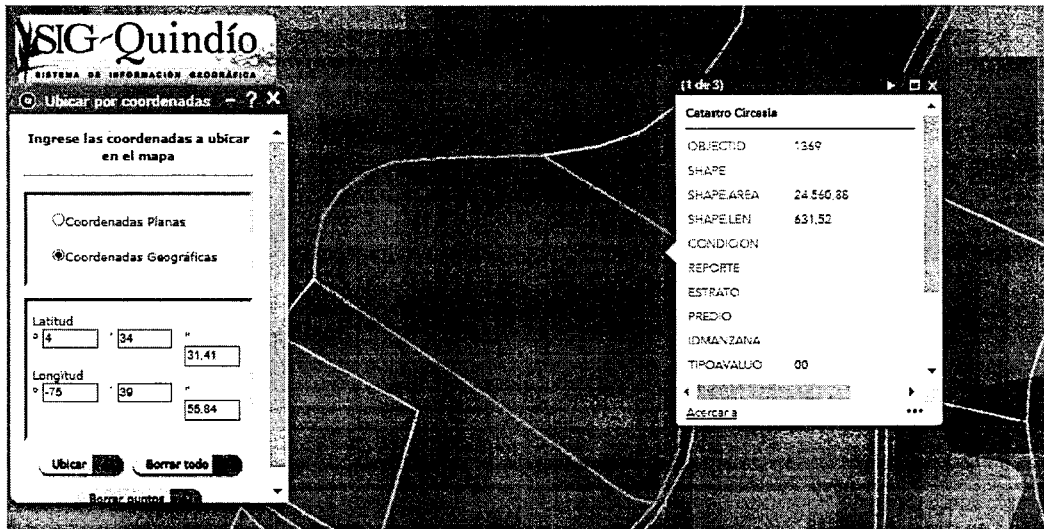 SIG-Quindío
SISTEMA DE INFORMACIÓN GEOGRÁFICA
Ubicar por coordenadas – ? X
Ingrese las coordenadas a ubicar
en el mapa
Coordenadas Planas
Coordenadas Geográficas
Latitud
° 4 ' 34 "
31,41
Longitud
° -75 ' 39 "
55,84
Ubicar
Borrar todo
Borrar puntos
(1 de 3)
Catastro Circasia
OBJECTID 1369
SHAPE
SHAPE.AREA 24.560,88
SHAPE.LEN 631,52
CONDICION
REPORTE
ESTRATO
PREDIO
IDMANZANA
TIPOAVALUO 00
Acercar a